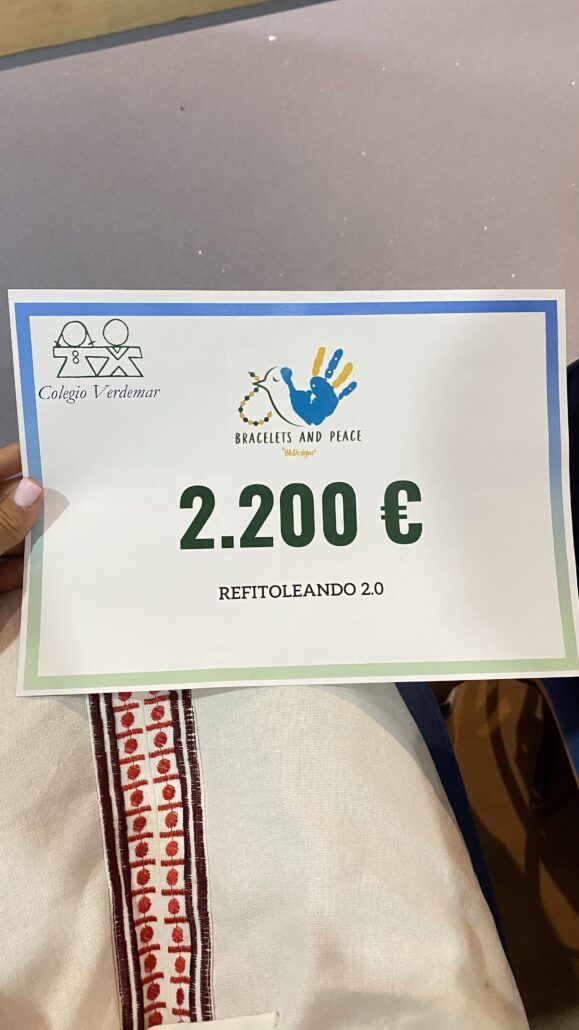 Colegio Verdemar
BRACELETS AND PEACE
2.200 €
REFITOLEANDO 2.0